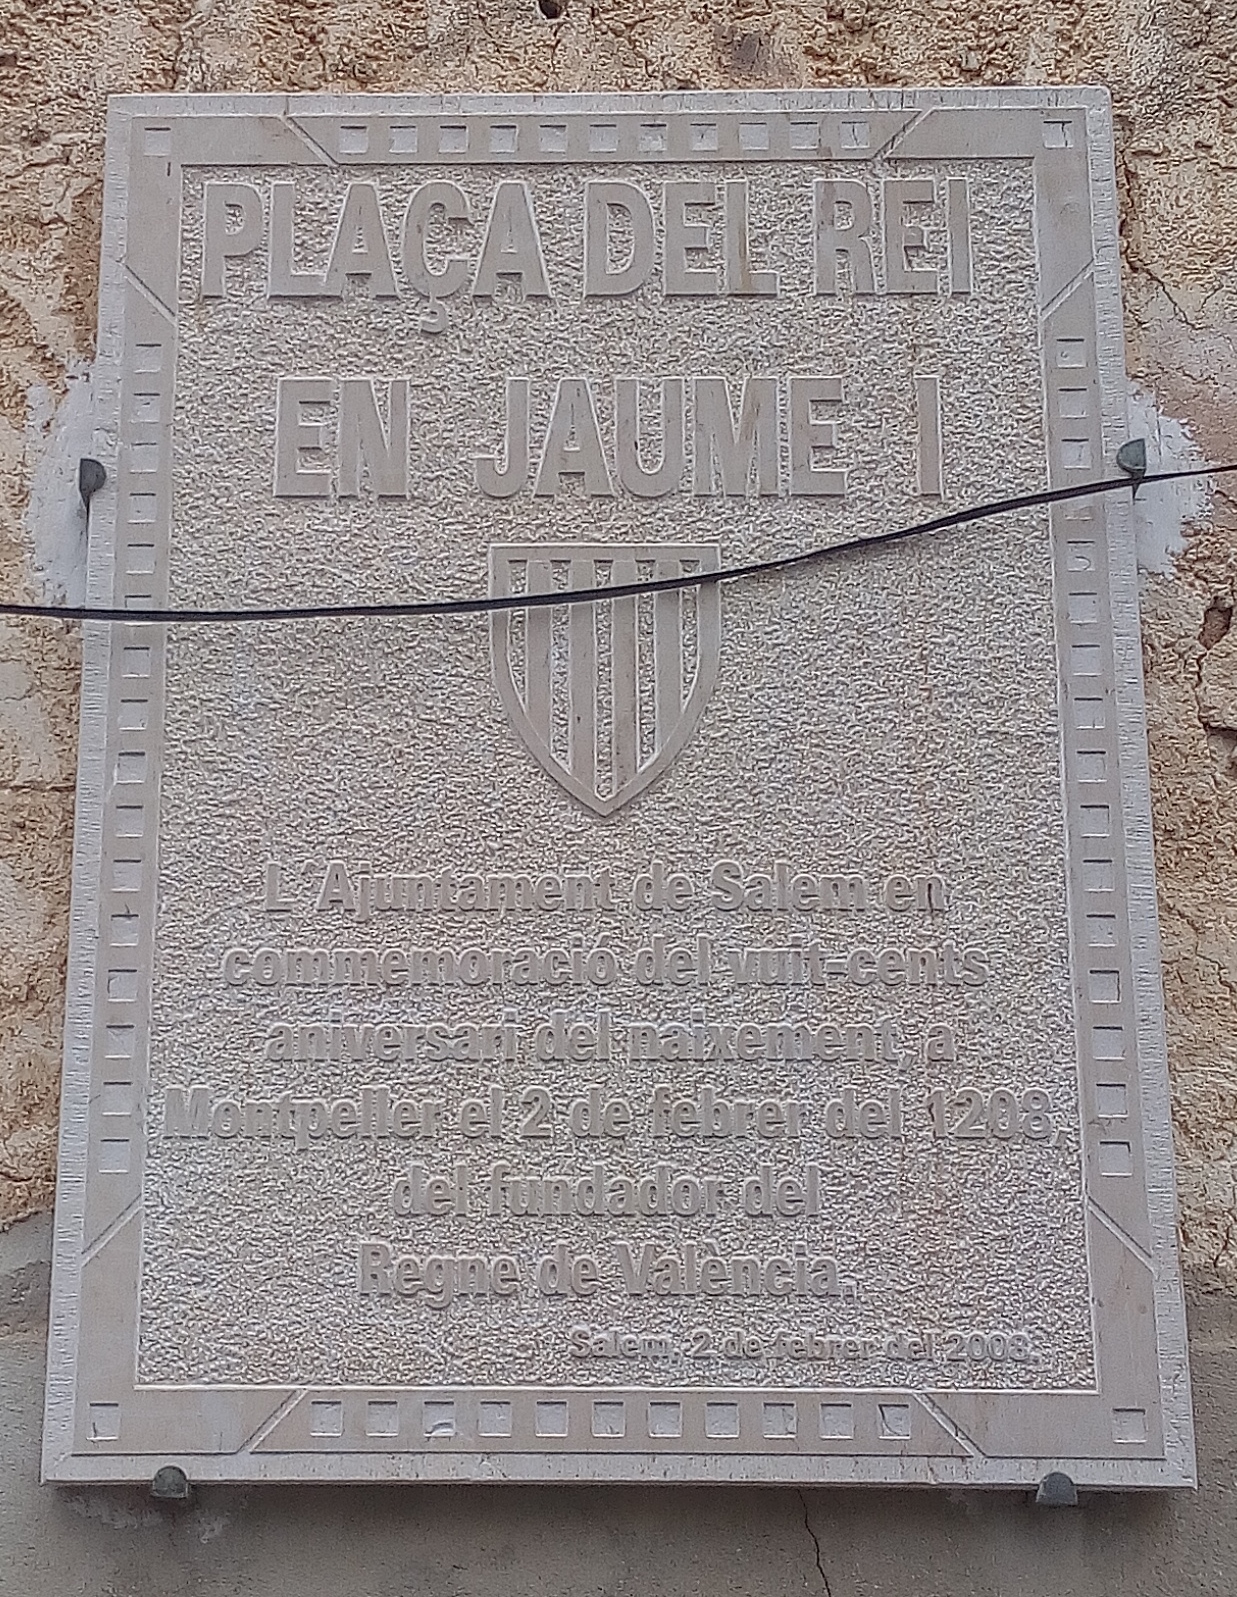 PLAÇA DEL REI
EN JAUME I
L'Ajuntament de Salem en
commemoració del vuit-cents
aniversari del naixement, a
Montpeller el 2 de febrer del 1208,
del fundador del
Regne de València.
Salem, 2 de febrer del 2008.